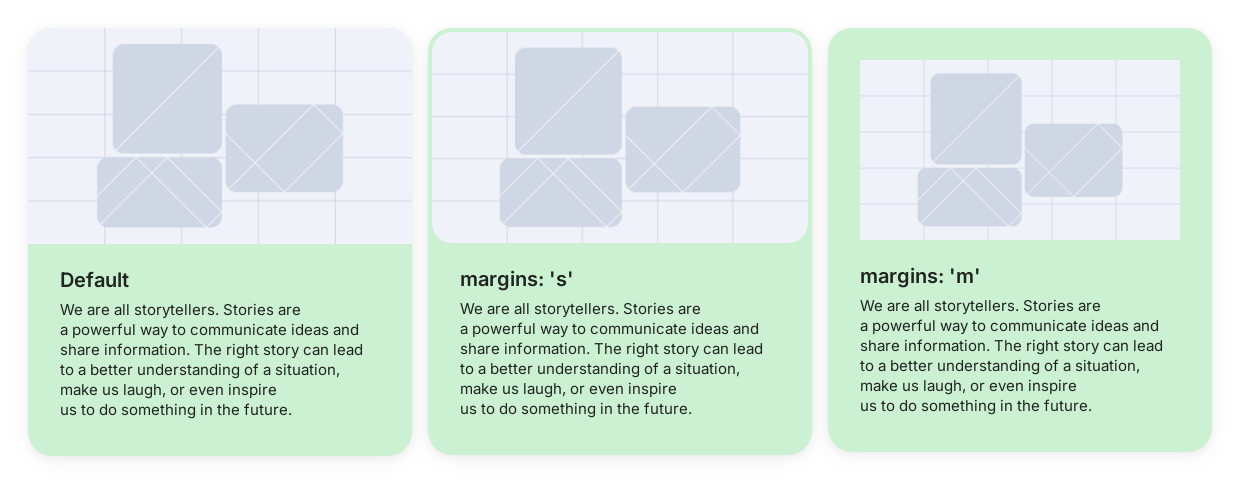 Default
We are all storytellers. Stories are
a powerful way to communicate ideas and
share information. The right story can lead
to a better understanding of a situation,
make us laugh, or even inspire
us to do something in the future.
margins: 's'
We are all storytellers. Stories are
a powerful way to communicate ideas and
share information. The right story can lead
to a better understanding of a situation,
make us laugh, or even inspire
us to do something in the future.
margins: 'm'
We are all storytellers. Stories are
a powerful way to communicate ideas and
share information. The right story can lead
to a better understanding of a situation,
make us laugh, or even inspire
us to do something in the future.